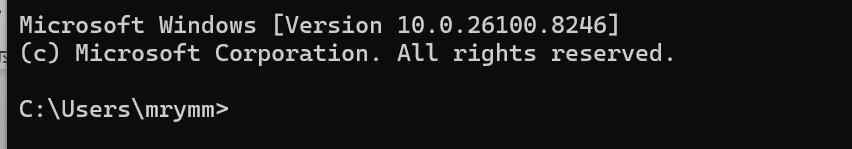 Microsoft Windows [Version 10.0.26100.8246]
(c) Microsoft Corporation. All rights reserved.
C:\Users\mrymm>